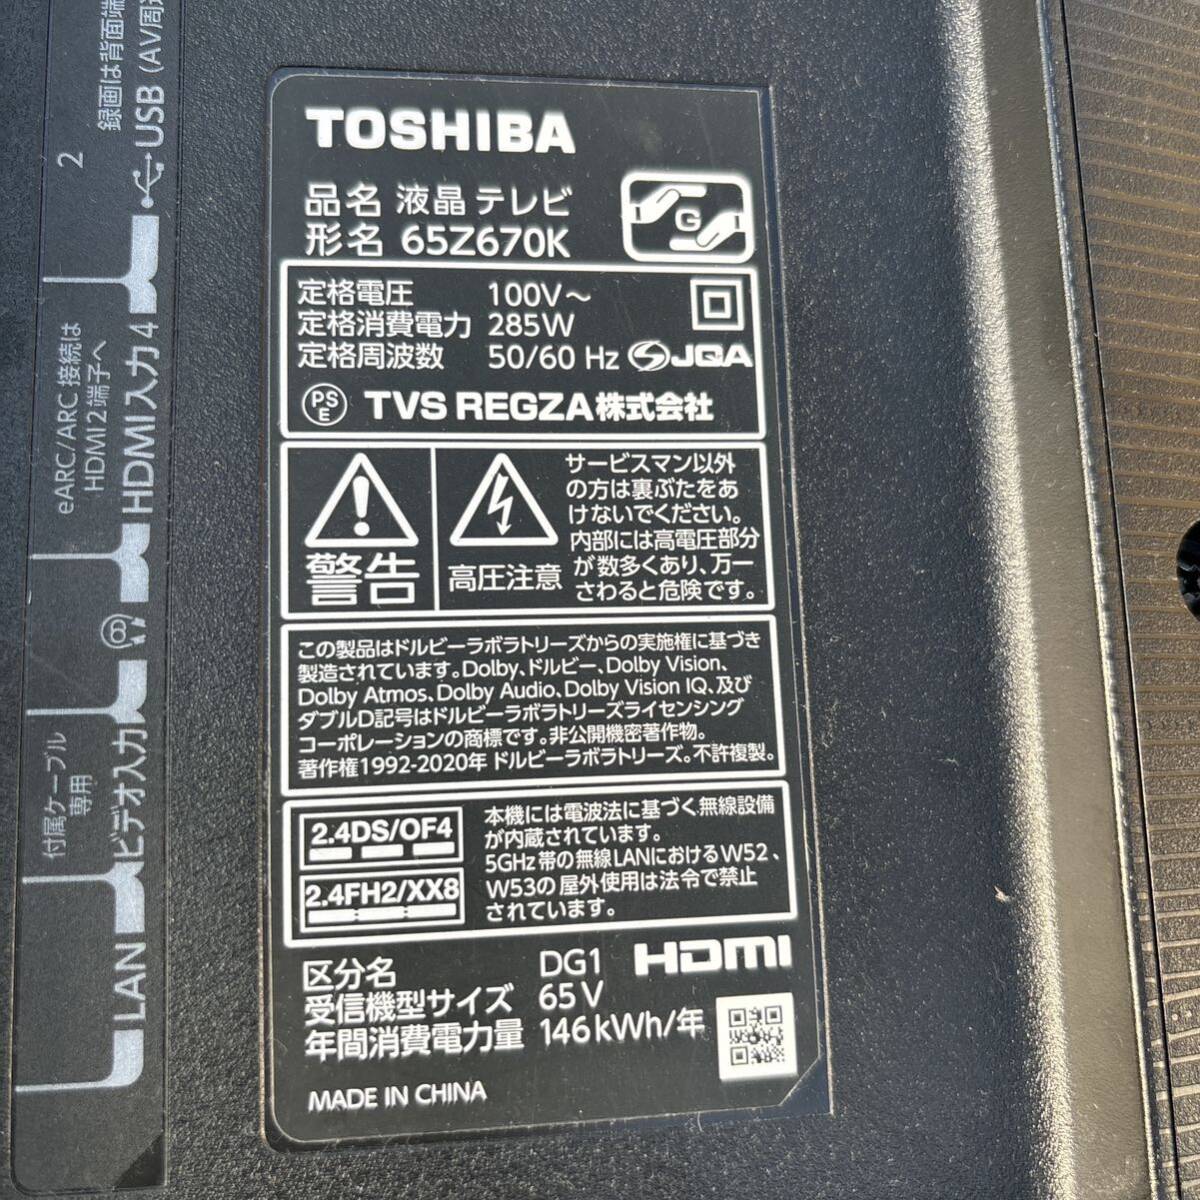 TOSHIBA
品名 液晶 テレビ
形名 65Z670K
G
定格電圧 100V～
定格消費電力 285W
定格周波数 50/60 Hz JQA
PS
E
TVS REGZA株式会社
警告
高圧注意
サービスマン以外
の方は裏ぶたをあ
けないでください。
内部には高電圧部分
が数多くあり、万一
さわると危険です。
この製品はドルビーラボラトリーズからの実施権に基づき
製造されています。Dolby、ドルビー、Dolby Vision、
Dolby Atmos、Dolby Audio、Dolby Vision IQ、及び
ダブルD記号はドルビーラボラトリーズライセンシング
コーポレーションの商標です。非公開機密著作物。
著作権1992-2020年 ドルビーラボラトリーズ。不許複製。
2.4DS/OF4
2.4FH2/XX8
本機には電波法に基づく無線設備
が内蔵されています。
5GHz帯の無線LANにおけるW52、
W53の屋外使用は法令で禁止
されています。
区分名 DG1 HDMI
受信機型サイズ 65V
年間消費電力量 146kWh/年
MADE IN CHINA
録画は背面端
2
USB (AV周
eARC/ARC 接続は
HDMI2端子へ
HDMI入力4
8
付属ケーブル
専用
ビデオ入力
LAN